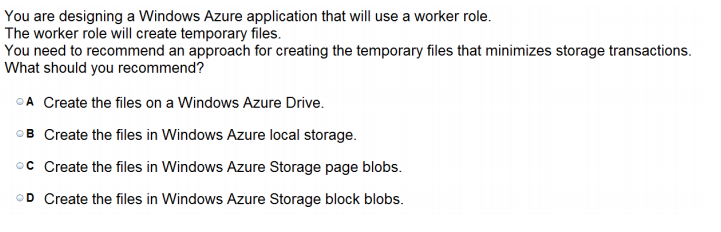 You are designing a Windows Azure application that will use a worker role.
The worker role will create temporary files.
You need to recommend an approach for creating the temporary files that minimizes storage transactions.
What should you recommend?
A Create the files on a Windows Azure Drive.
B Create the files in Windows Azure local storage.
C Create the files in Windows Azure Storage page blobs.
D Create the files in Windows Azure Storage block blobs.